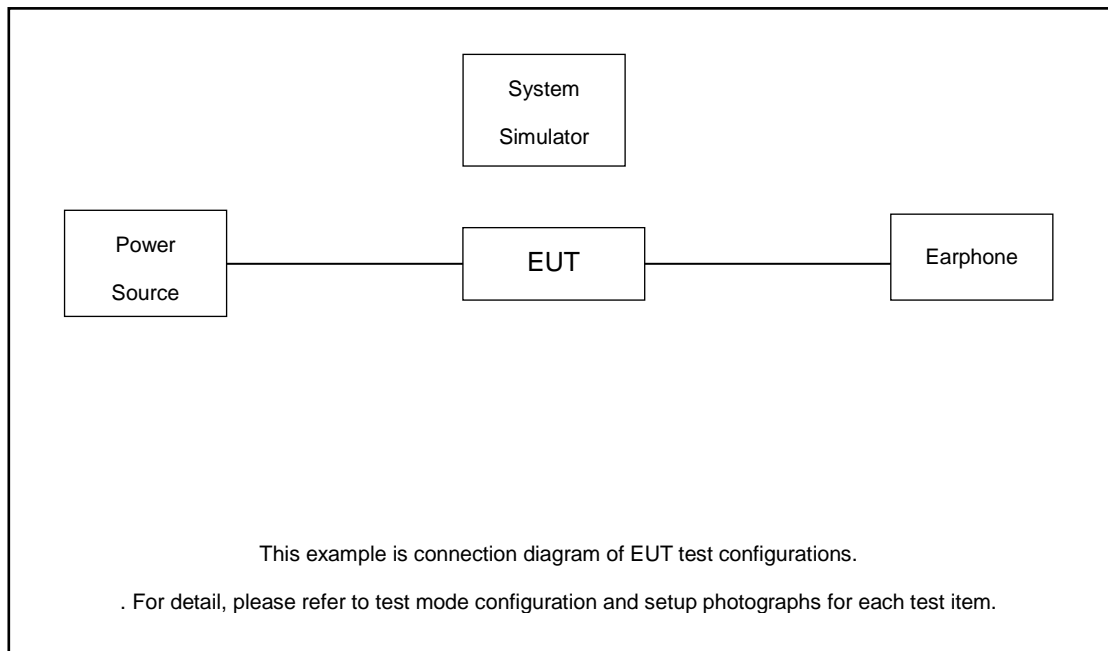 System
Simulator
Power
Source
EUT
Earphone
This example is connection diagram of EUT test configurations.
. For detail, please refer to test mode configuration and setup photographs for each test item.